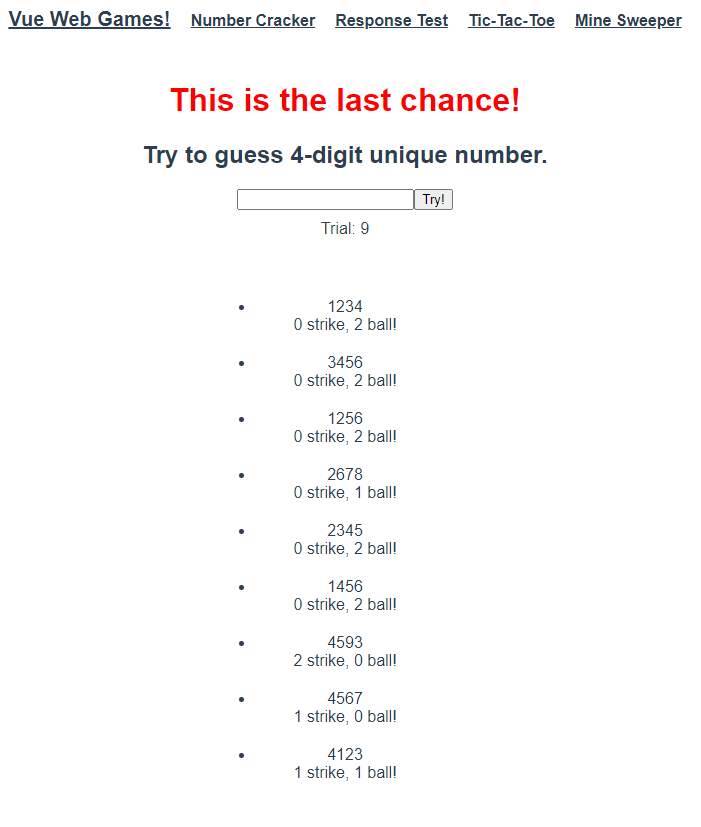 Vue Web Games! Number Cracker Response Test Tic-Tac-Toe Mine Sweeper
This is the last chance!
Try to guess 4-digit unique number.
Try!
Trial: 9
1234
0 strike, 2 ball!
3456
0 strike, 2 ball!
1256
0 strike, 2 ball!
2678
0 strike, 1 ball!
2345
0 strike, 2 ball!
1456
0 strike, 2 ball!
4593
2 strike, 0 ball!
4567
1 strike, 0 ball!
4123
1 strike, 1 ball!